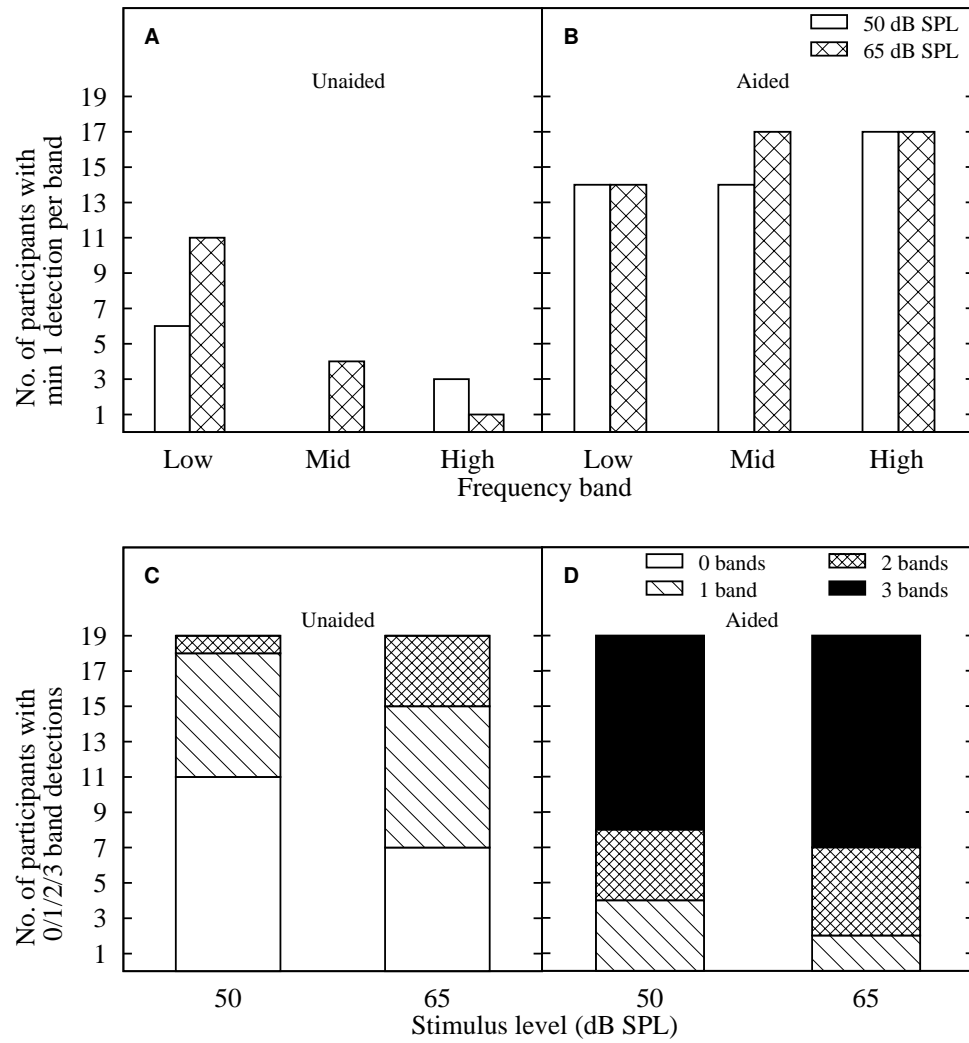 A
Unaided
B
Aided
50 dB SPL
65 dB SPL
No. of participants with
min 1 detection per band
19
17
15
13
11
9
7
5
3
1
Low Mid High Low Mid High
Frequency band
C
Unaided
D
0 bands 2 bands
1 band 3 bands
Aided
No. of participants with
0/1/2/3 band detections
19
17
15
13
11
9
7
5
3
1
50 65 50 65
Stimulus level (dB SPL)